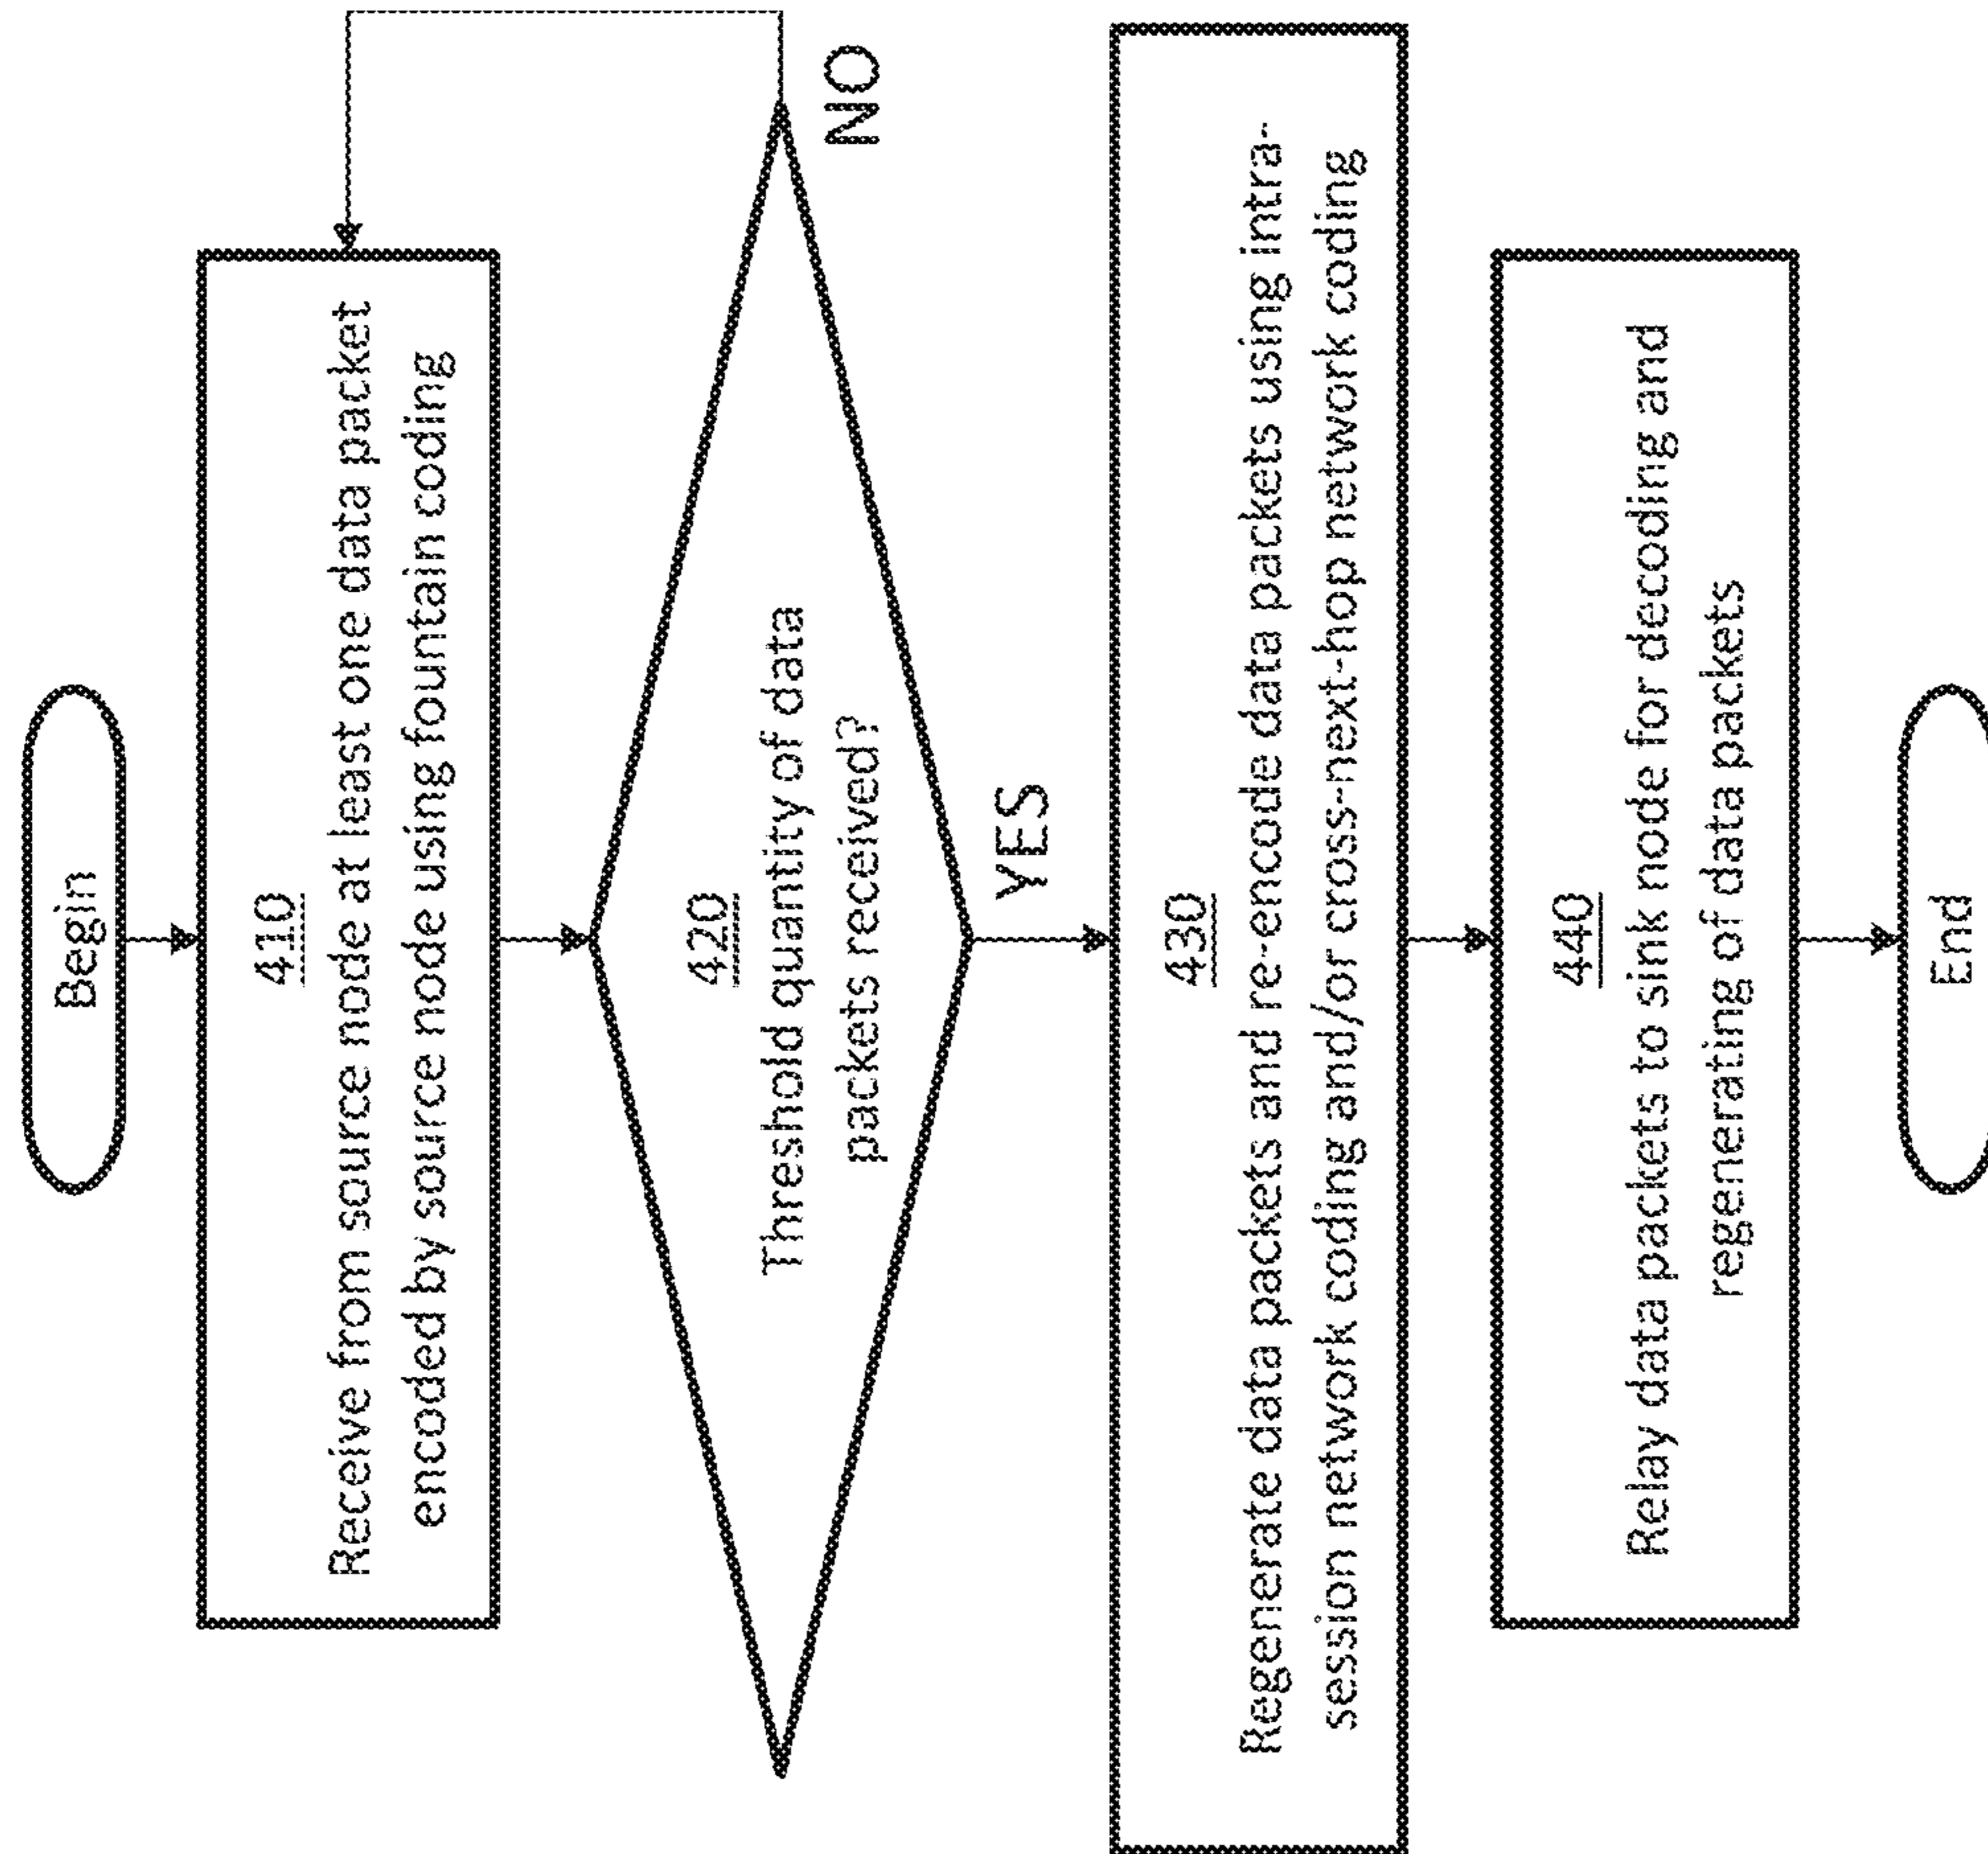 Begin
410
Receive from source node at least one data packet
encoded by source node using fountain coding
420
Threshold quantity of data
packets received?
NO
YES
430
Regenerate data packets and re-encode data packets using intra-
session network coding and/or cross-next-hop network coding
440
Relay data packets to sink node for decoding and
regenerating of data packets
End